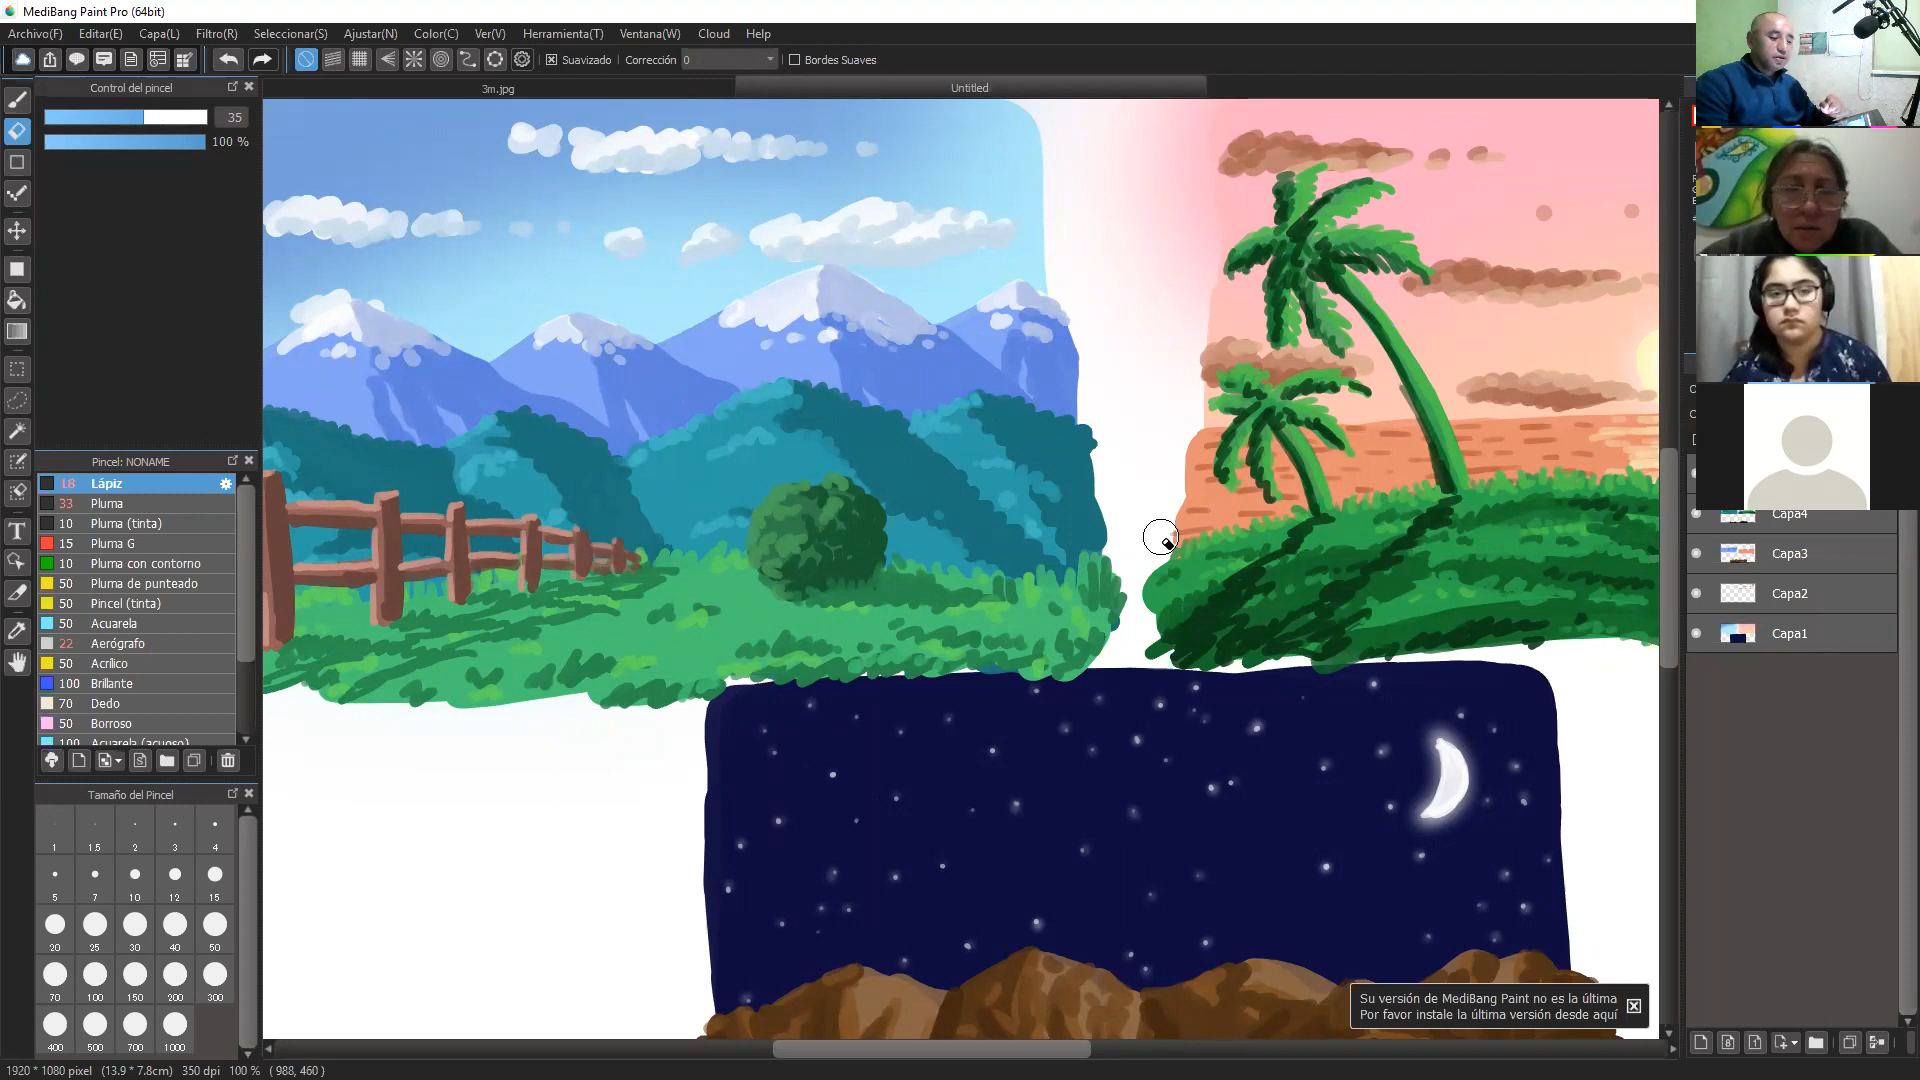 MediBang Paint Pro (64bit)
Archivo(F) Editar(E) Capa(L) Filtro(R) Seleccionar(S) Ajustar(N) Color(C) Ver(V) Herramienta(T) Ventana(W) Cloud Help
Suavizado Corrección 0 Bordes Suaves
Control del pincel
3m.jpg Untitled
35
100 %
Pincel: NONAME
18 Lápiz
33 Pluma
10 Pluma (tinta)
15 Pluma G
10 Pluma con contorno
50 Pluma de punteado
50 Pincel (tinta)
50 Acuarela
22 Aerógrafo
50 Acrílico
100 Brillante
70 Dedo
50 Borroso
100 Acuarela (acuoso)
Tamaño del Pincel
1 1.5 2 3 4
5 7 10 12 15
20 25 30 40 50
70 100 150 200 300
400 500 700 1000
Capa4
Capa3
Capa2
Capa1
Su versión de MediBang Paint no es la última
Por favor instale la última versión desde aquí
1920 * 1080 pixel (13.9 * 7.8cm) 350 dpi 100 % ( 988, 460 )